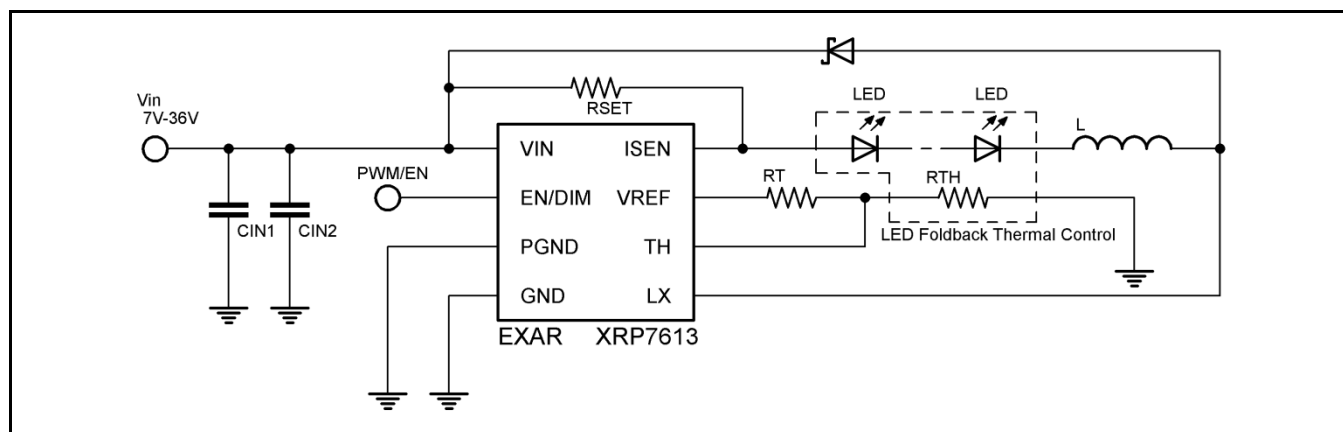 Vin
7V-36V
RSET
LED
LED
L
PWM/EN
VIN
ISEN
EN/DIM
VREF
RT
RTH
CIN1
CIN2
PGND
TH
LED Foldback Thermal Control
GND
LX
EXAR
XRP7613